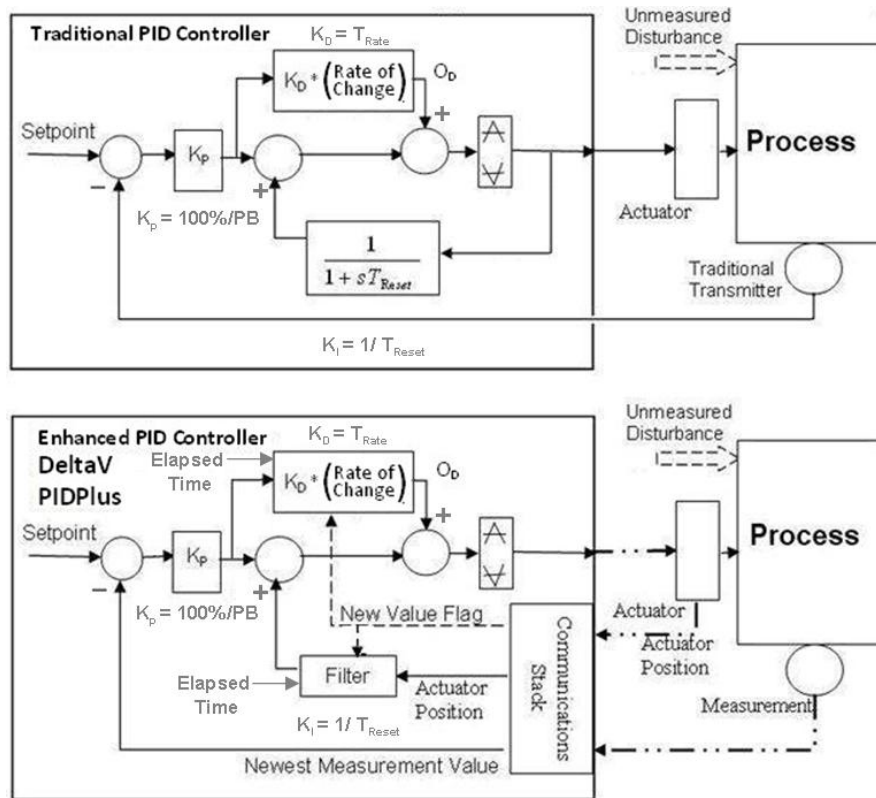 Traditional PID Controller
K_D = T_Rate
Unmeasured
Disturbance
K_D * (Rate of
Change)
O_D
+
Setpoint
K_P
Process
−
+
K_p = 100%/PB
Actuator
1
1 + sT_Reset
Traditional
Transmitter
K_I = 1/ T_Reset
Enhanced PID Controller
K_D = T_Rate
Unmeasured
Disturbance
DeltaV
PIDPlus
Elapsed
Time
K_D * (Rate of
Change)
O_D
+
Setpoint
K_P
Process
−
+
K_p = 100%/PB
New Value Flag
Communications
Stack
Actuator
Actuator
Position
Filter
Elapsed
Time
Actuator
Position
Measurement
K_I = 1/ T_Reset
Newest Measurement Value